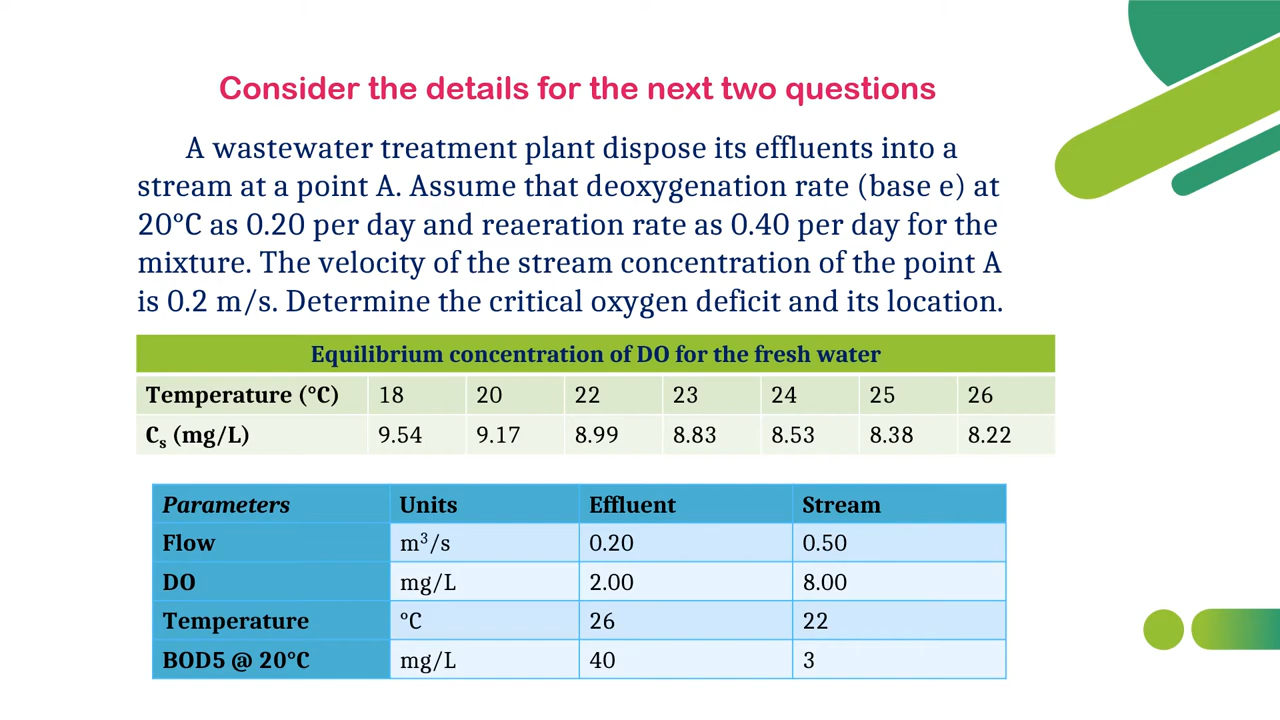 Consider the details for the next two questions
A wastewater treatment plant dispose its effluents into a
stream at a point A. Assume that deoxygenation rate (base e) at
20°C as 0.20 per day and reaeration rate as 0.40 per day for the
mixture. The velocity of the stream concentration of the point A
is 0.2 m/s. Determine the critical oxygen deficit and its location.
Equilibrium concentration of DO for the fresh water
Temperature (°C) 18 20 22 23 24 25 26
Cₛ (mg/L) 9.54 9.17 8.99 8.83 8.53 8.38 8.22
Parameters Units Effluent Stream
Flow m³/s 0.20 0.50
DO mg/L 2.00 8.00
Temperature °C 26 22
BOD5 @ 20°C mg/L 40 3